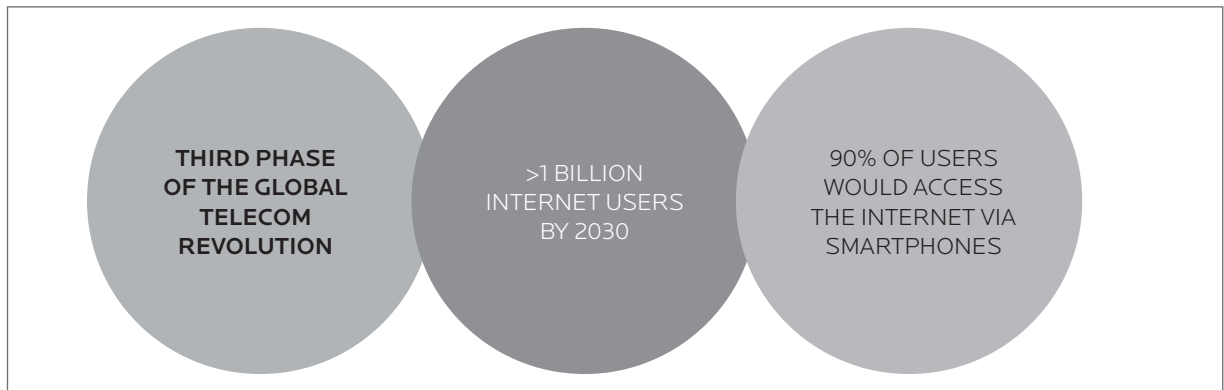 THIRD PHASE
OF THE GLOBAL
TELECOM
REVOLUTION
>1 BILLION
INTERNET USERS
BY 2030
90% OF USERS
WOULD ACCESS
THE INTERNET VIA
SMARTPHONES